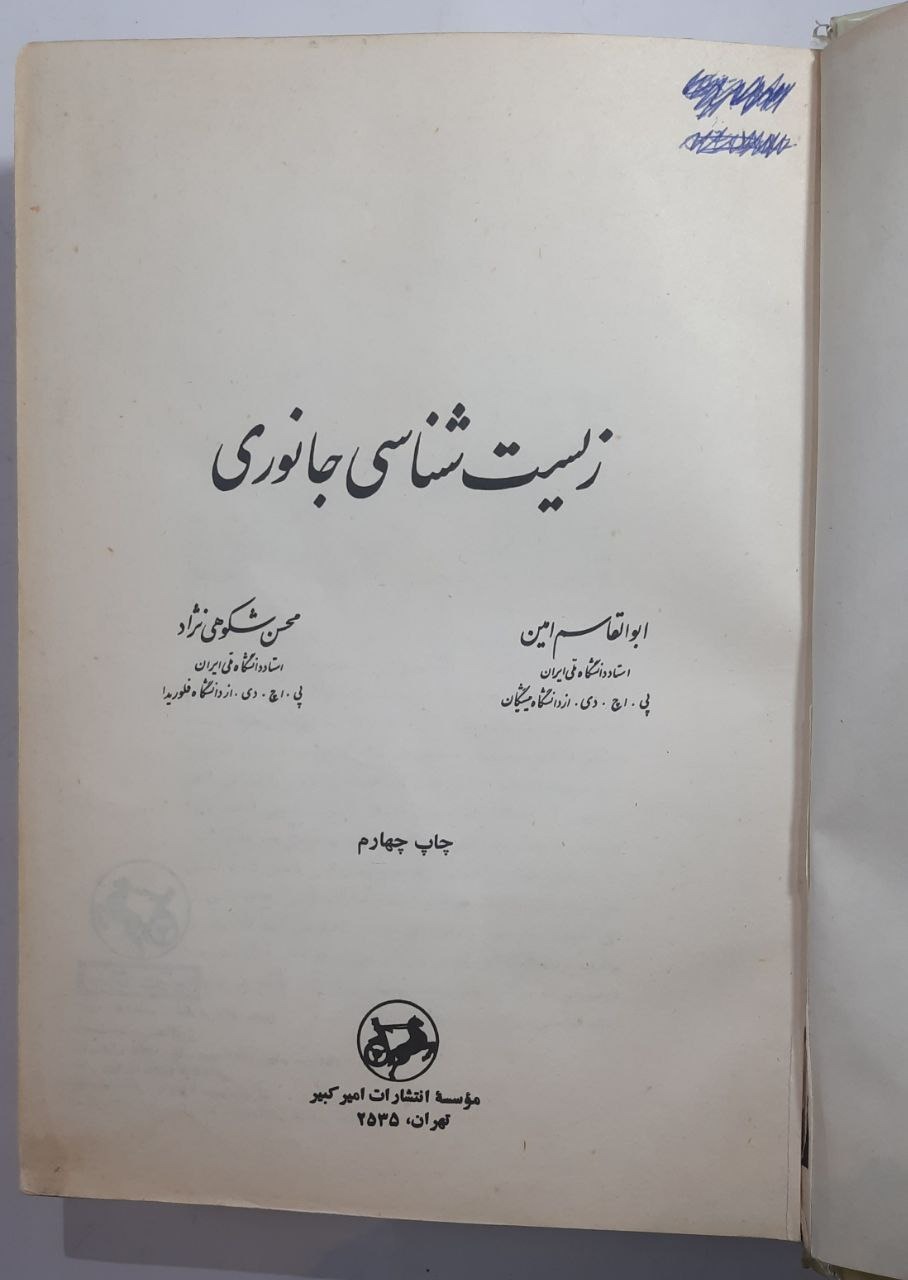 زیست شناسی جانوری
ابوالقاسم امین
استاد دانشگاه ملی ایران
پی . اچ . دی . از دانشگاه میشیگان
محسن شکوهی نژاد
استاد دانشگاه ملی ایران
پی . اچ . دی . از دانشگاه فلوریدا
چاپ چهارم
مؤسسهٔ انتشارات امیرکبیر
تهران، ۲۵۳۵